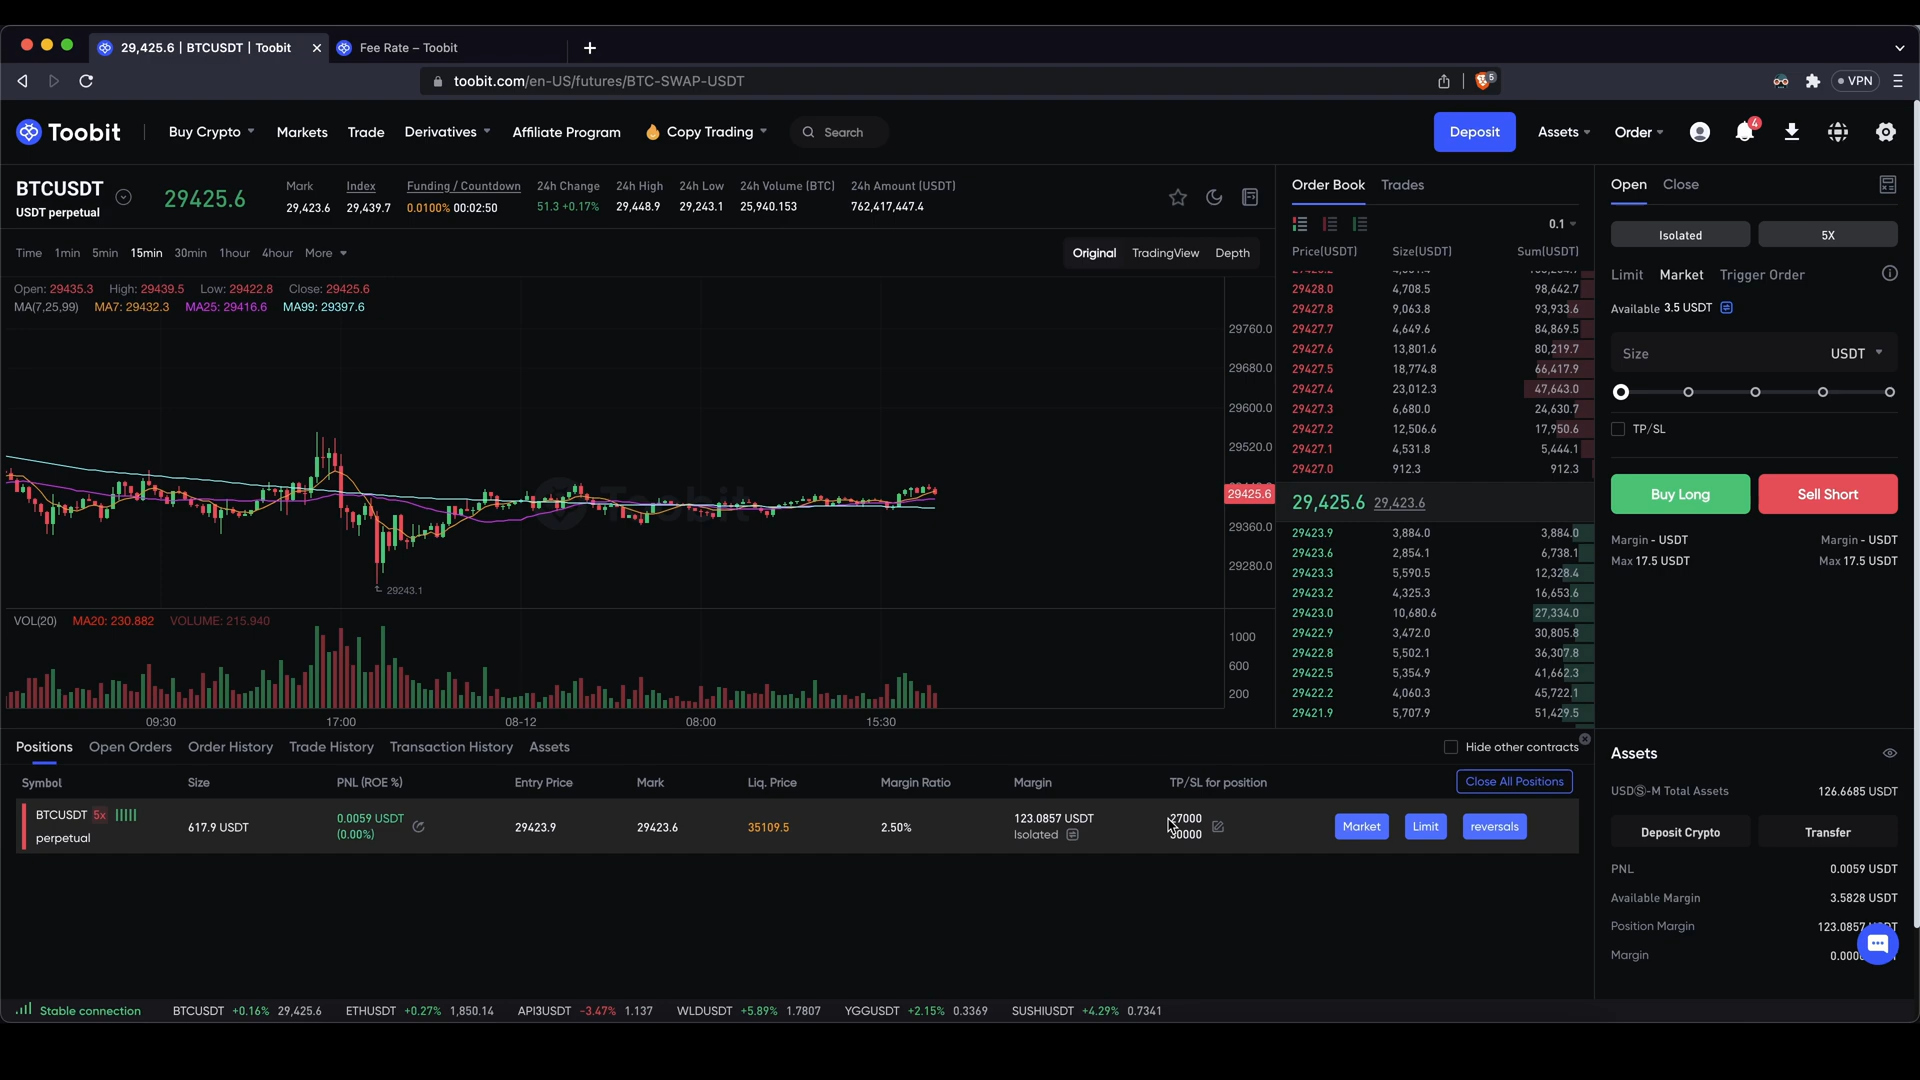 29,425.6 | BTCUSDT | Toobit
Fee Rate – Toobit
toobit.com/en-US/futures/BTC-SWAP-USDT
5
VPN
Toobit
Buy Crypto
Markets
Trade
Derivatives
Affiliate Program
Copy Trading
Search
Deposit
Assets
Order
4
BTCUSDT
USDT perpetual
29425.6
Mark
29,423.6
Index
29,439.7
Funding / Countdown
0.0100% 00:02:50
24h Change
51.3 +0.17%
24h High
29,448.9
24h Low
29,243.1
24h Volume (BTC)
25,940.153
24h Amount (USDT)
762,417,447.4
Time 1min 5min 15min 30min 1hour 4hour More
Original TradingView Depth
Open: 29435.3 High: 29439.5 Low: 29422.8 Close: 29425.6
MA(7,25,99) MA7: 29432.3 MA25: 29416.6 MA99: 29397.6
29760.0
29680.0
29600.0
29520.0
29425.6
29360.0
29280.0
Toobit
29243.1
VOL(20) MA20: 230.882 VOLUME: 215.940
1000
600
200
09:30 17:00 08-12 08:00 15:30
Order Book Trades
0.1
Price(USDT) Size(USDT) Sum(USDT)
29428.0 4,708.5 98,642.7
29427.8 9,063.8 93,933.6
29427.7 4,649.6 84,869.5
29427.6 13,801.6 80,219.7
29427.5 18,774.8 66,417.9
29427.4 23,012.3 47,643.0
29427.3 6,680.0 24,630.7
29427.2 12,506.6 17,950.6
29427.1 4,531.8 5,444.1
29427.0 912.3 912.3
29,425.6 29,423.6
29423.9 3,884.0 3,884.0
29423.6 2,854.1 6,738.1
29423.3 5,590.5 12,328.4
29423.2 4,325.3 16,653.6
29423.0 10,680.6 27,334.0
29422.9 3,472.0 30,805.8
29422.8 5,502.1 36,307.8
29422.5 5,354.9 41,662.3
29422.2 4,060.3 45,722.1
29421.9 5,707.9 51,429.5
Open Close
Isolated 5X
Limit Market Trigger Order
Available 3.5 USDT
Size USDT
TP/SL
Buy Long Sell Short
Margin - USDT Margin - USDT
Max 17.5 USDT Max 17.5 USDT
Positions Open Orders Order History Trade History Transaction History Assets
Hide other contracts
Symbol Size PNL (ROE %) Entry Price Mark Liq. Price Margin Ratio Margin TP/SL for position
Close All Positions
BTCUSDT 5x
perpetual
617.9 USDT
0.0059 USDT
(0.00%)
29423.9
29423.6
35109.5
2.50%
123.0857 USDT
Isolated
27000
30000
Market Limit reversals
Assets
USDⓈ-M Total Assets 126.6685 USDT
Deposit Crypto Transfer
PNL 0.0059 USDT
Available Margin 3.5828 USDT
Position Margin 123.0857
Margin
Stable connection
BTCUSDT +0.16% 29,425.6
ETHUSDT +0.27% 1,850.14
API3USDT -3.47% 1.137
WLDUSDT +5.89% 1.7807
YGGUSDT +2.15% 0.3369
SUSHIUSDT +4.29% 0.7341